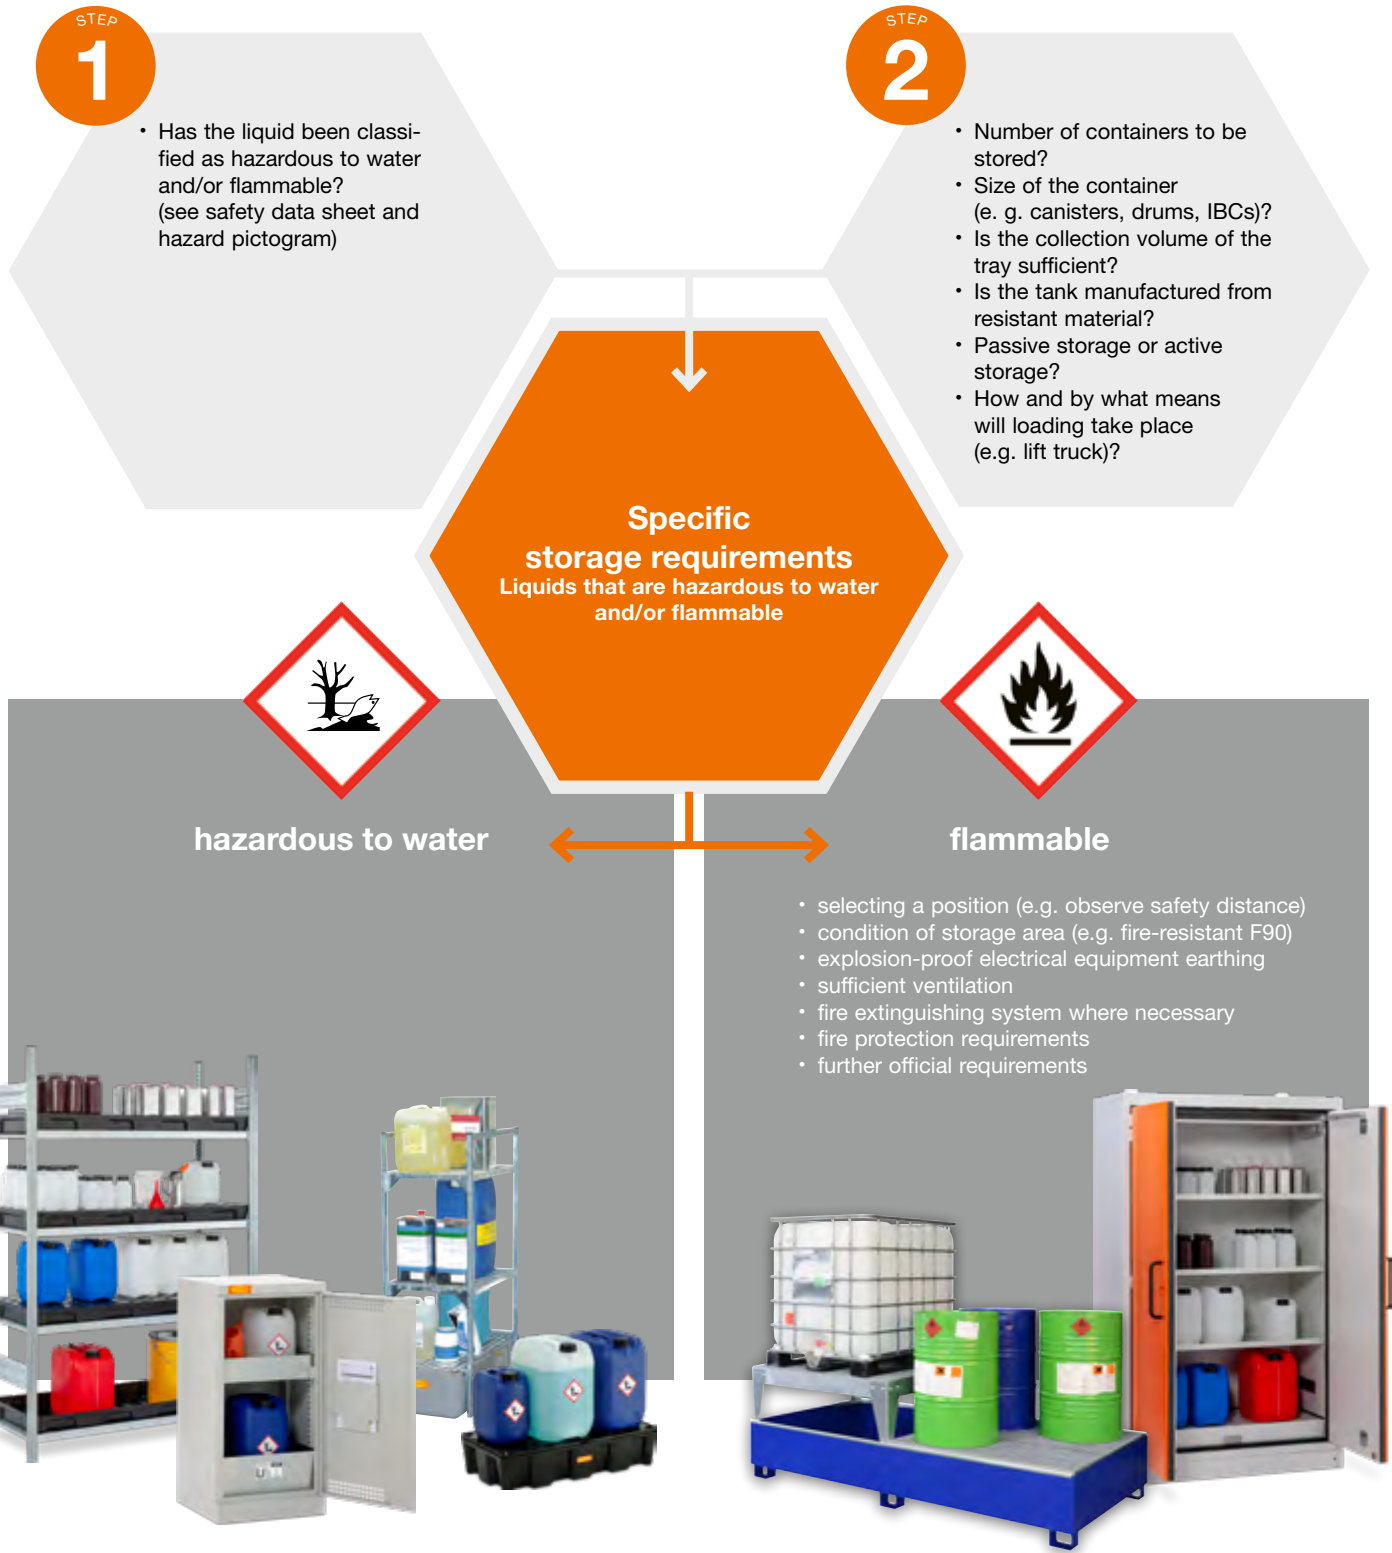 STEP
1
• Has the liquid been classi-
fied as hazardous to water
and/or flammable?
(see safety data sheet and
hazard pictogram)
STEP
2
• Number of containers to be
stored?
• Size of the container
(e. g. canisters, drums, IBCs)?
• Is the collection volume of the
tray sufficient?
• Is the tank manufactured from
resistant material?
• Passive storage or active
storage?
• How and by what means
will loading take place
(e.g. lift truck)?
Specific
storage requirements
Liquids that are hazardous to water
and/or flammable
hazardous to water
flammable
• selecting a position (e.g. observe safety distance)
• condition of storage area (e.g. fire-resistant F90)
• explosion-proof electrical equipment earthing
• sufficient ventilation
• fire extinguishing system where necessary
• fire protection requirements
• further official requirements